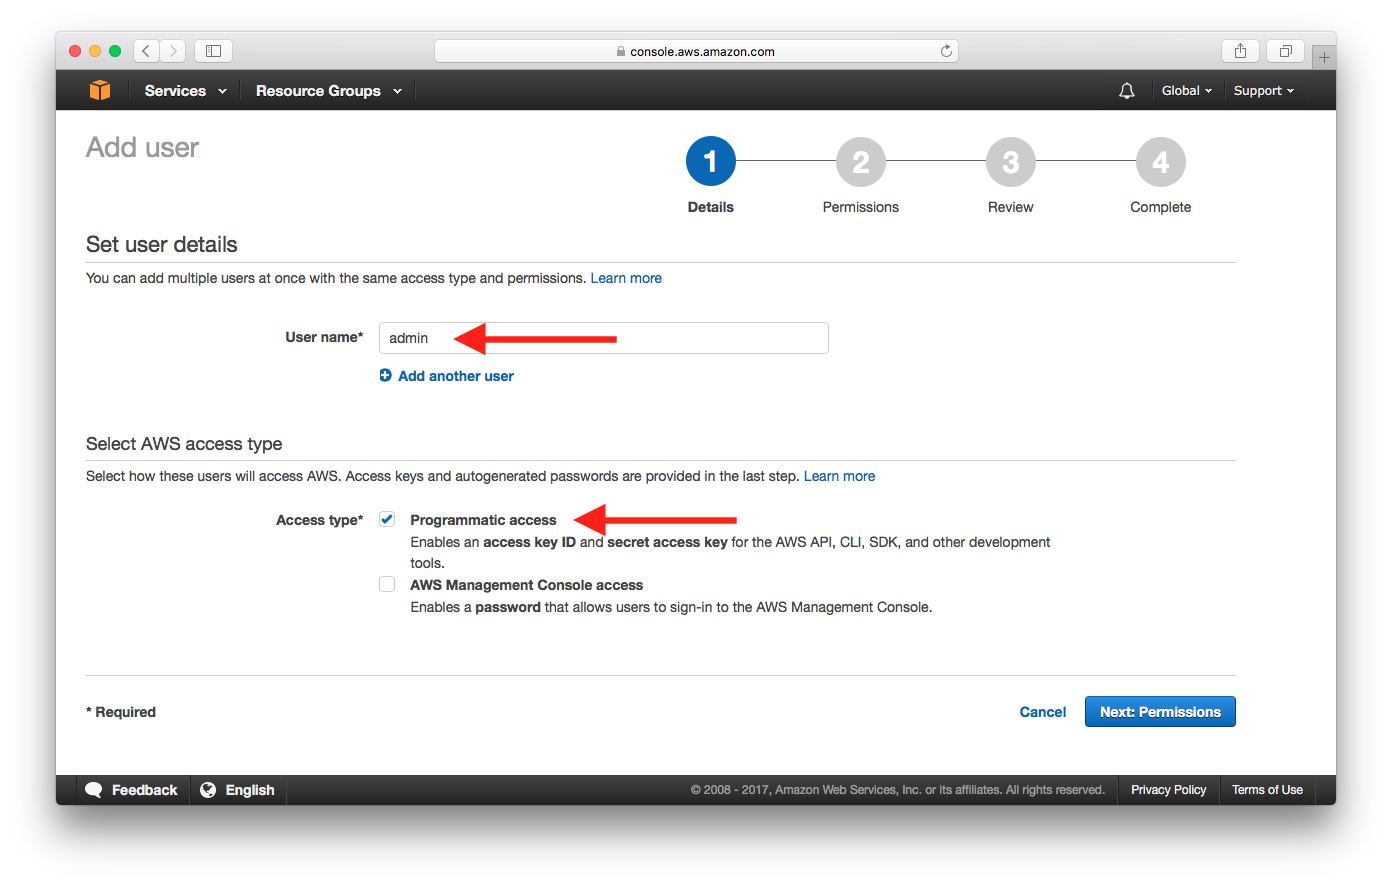 console.aws.amazon.com
Services
Resource Groups
Global
Support
Add user
1
2
3
4
Details
Permissions
Review
Complete
Set user details
You can add multiple users at once with the same access type and permissions. Learn more
User name* admin
Add another user
Select AWS access type
Select how these users will access AWS. Access keys and autogenerated passwords are provided in the last step. Learn more
Access type* Programmatic access
Enables an access key ID and secret access key for the AWS API, CLI, SDK, and other development
tools.
AWS Management Console access
Enables a password that allows users to sign-in to the AWS Management Console.
* Required
Cancel
Next: Permissions
Feedback
English
© 2008 - 2017, Amazon Web Services, Inc. or its affiliates. All rights reserved.
Privacy Policy
Terms of Use